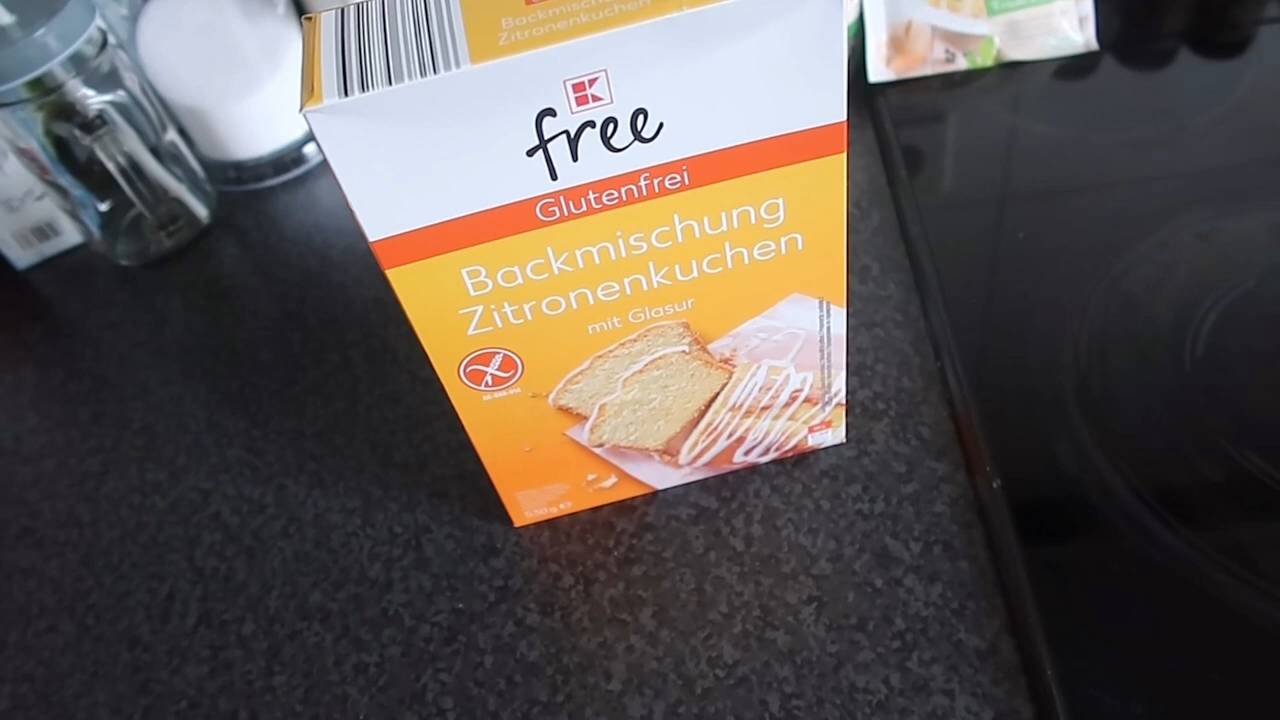 Backmischung
Zitronenkuchen
K
free
Glutenfrei
Backmischung
Zitronenkuchen
mit Glasur